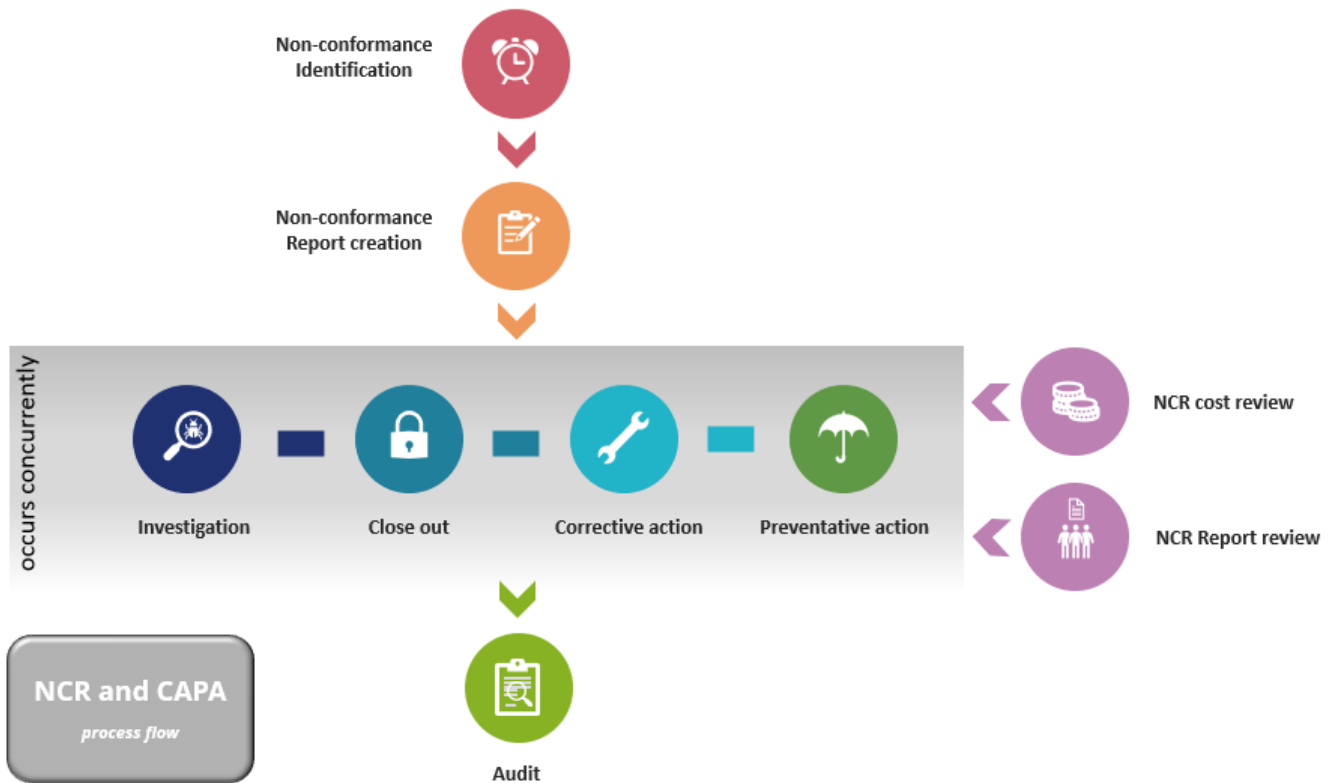 Non-conformance
Identification
Non-conformance
Report creation
occurs concurrently
Investigation
Close out
Corrective action
Preventative action
NCR cost review
NCR Report review
NCR and CAPA
process flow
Audit